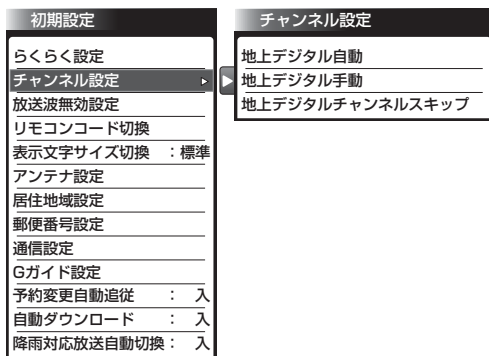 初期設定
らくらく設定
チャンネル設定
放送波無効設定
リモコンコード切換
表示文字サイズ切換 ：標準
アンテナ設定
居住地域設定
郵便番号設定
通信設定
Gガイド設定
予約変更自動追従 ： 入
自動ダウンロード ： 入
降雨対応放送自動切換： 入
チャンネル設定
地上デジタル自動
地上デジタル手動
地上デジタルチャンネルスキップ